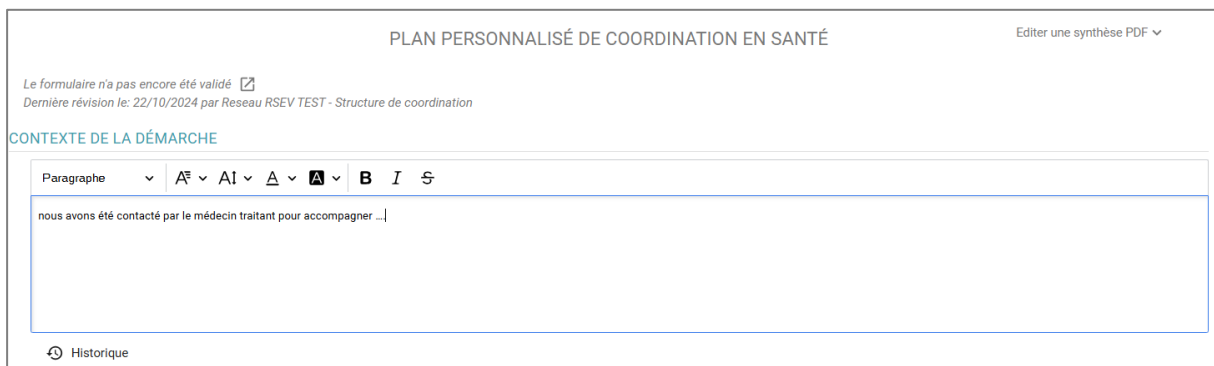 PLAN PERSONNALISÉ DE COORDINATION EN SANTÉ
Editer une synthèse PDF
Le formulaire n'a pas encore été validé
Dernière révision le: 22/10/2024 par Reseau RSEV TEST - Structure de coordination
CONTEXTE DE LA DÉMARCHE
Paragraphe A A A A B I S
nous avons été contacté par le médecin traitant pour accompagner ....
Historique